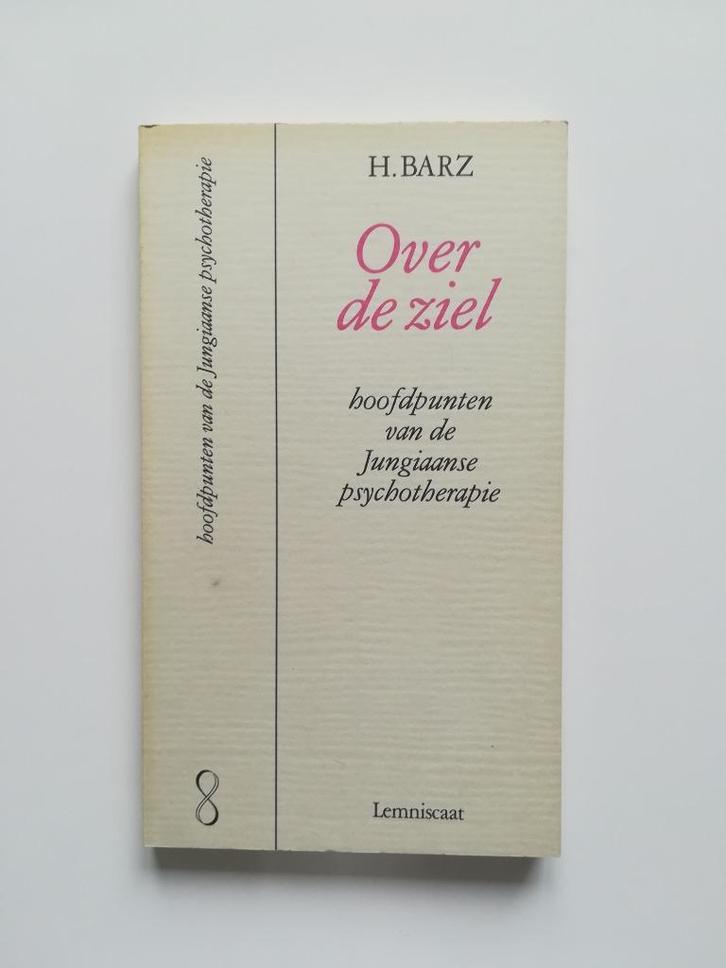 H. BARZ
Over
de ziel
hoofdpunten
van de
Jungiaanse
psychotherapie
Lemniscaat
hoofdpunten van de Jungiaanse psychotherapie